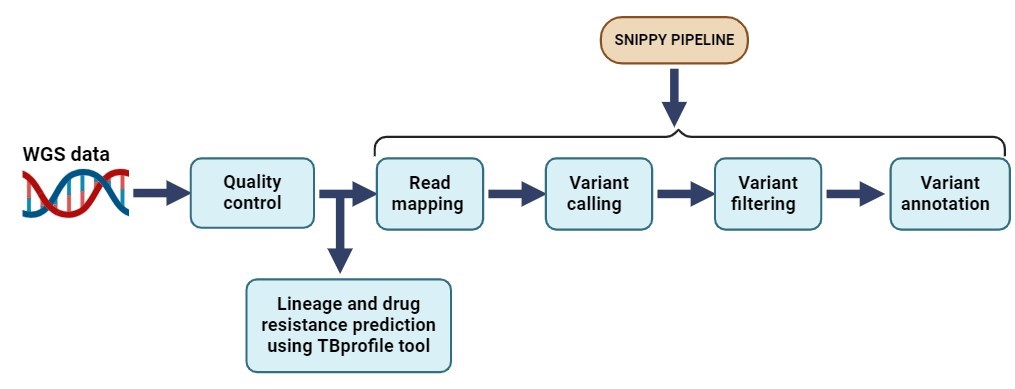 SNIPPY PIPELINE
WGS data
Quality
control
Read
mapping
Variant
calling
Variant
filtering
Variant
annotation
Lineage and drug
resistance prediction
using TBprofile tool